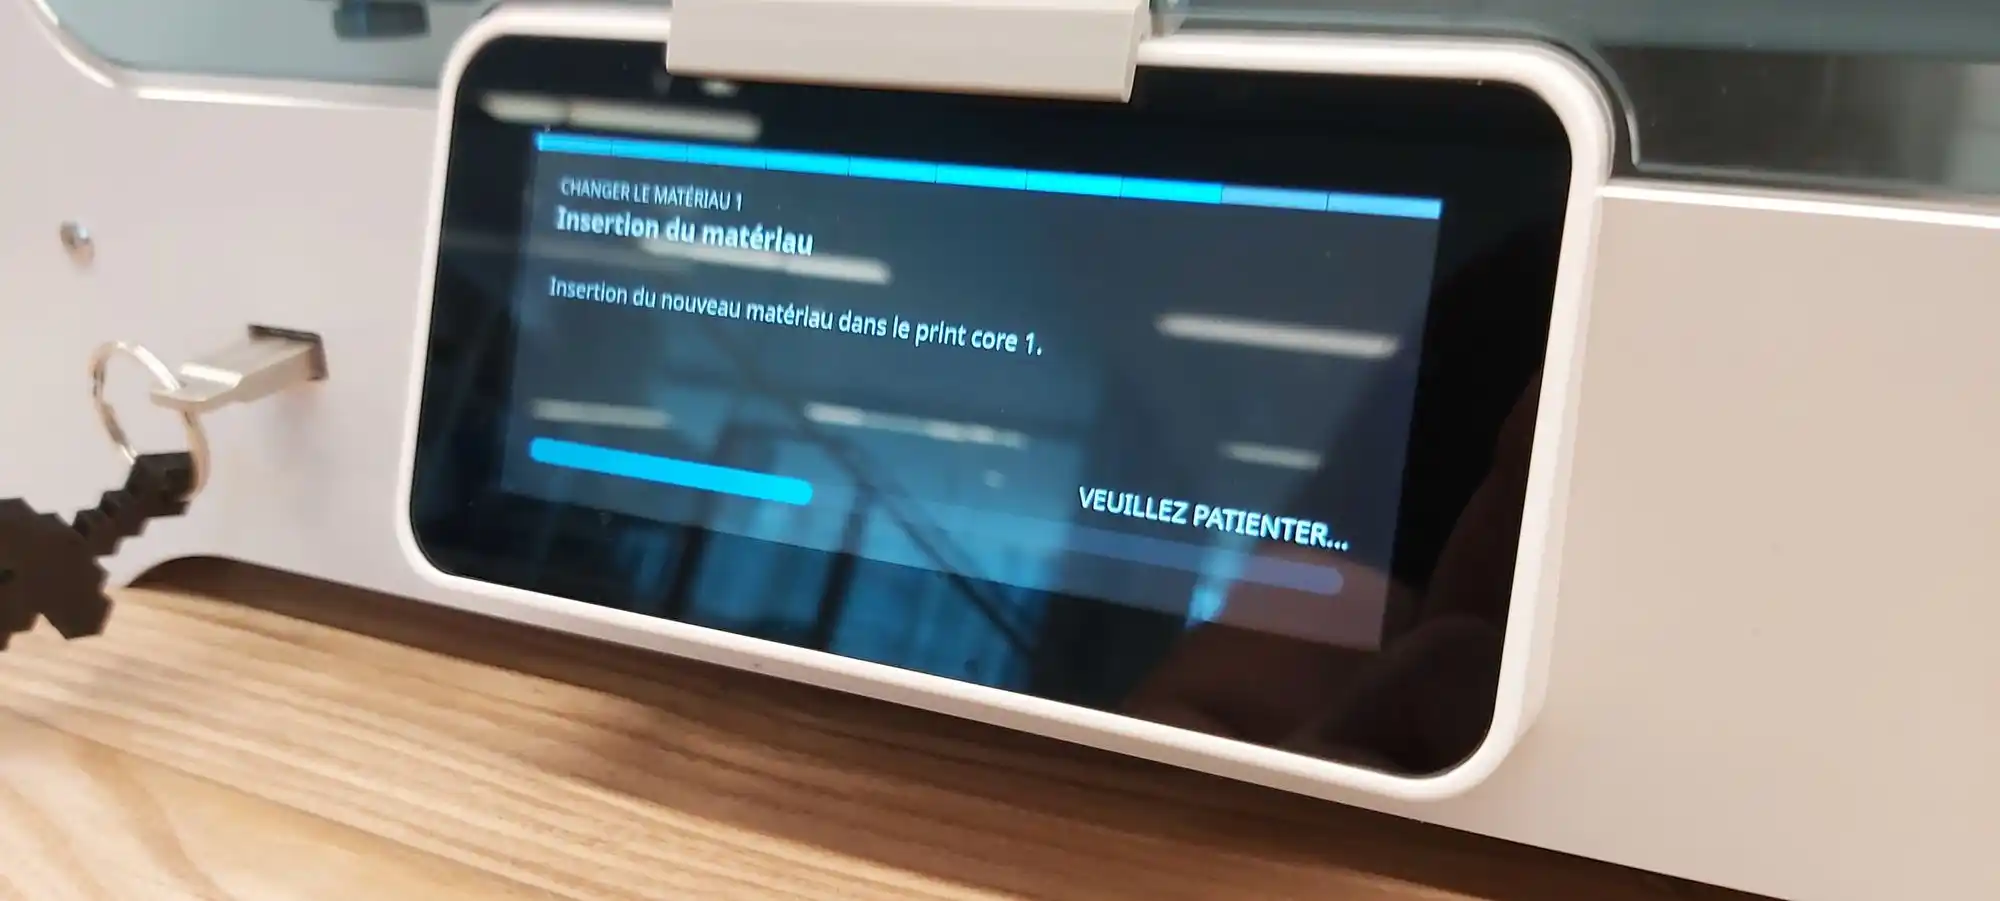 CHANGER LE MATÉRIAU 1
Insertion du matériau
Insertion du nouveau matériau dans le print core 1.
VEUILLEZ PATIENTER...